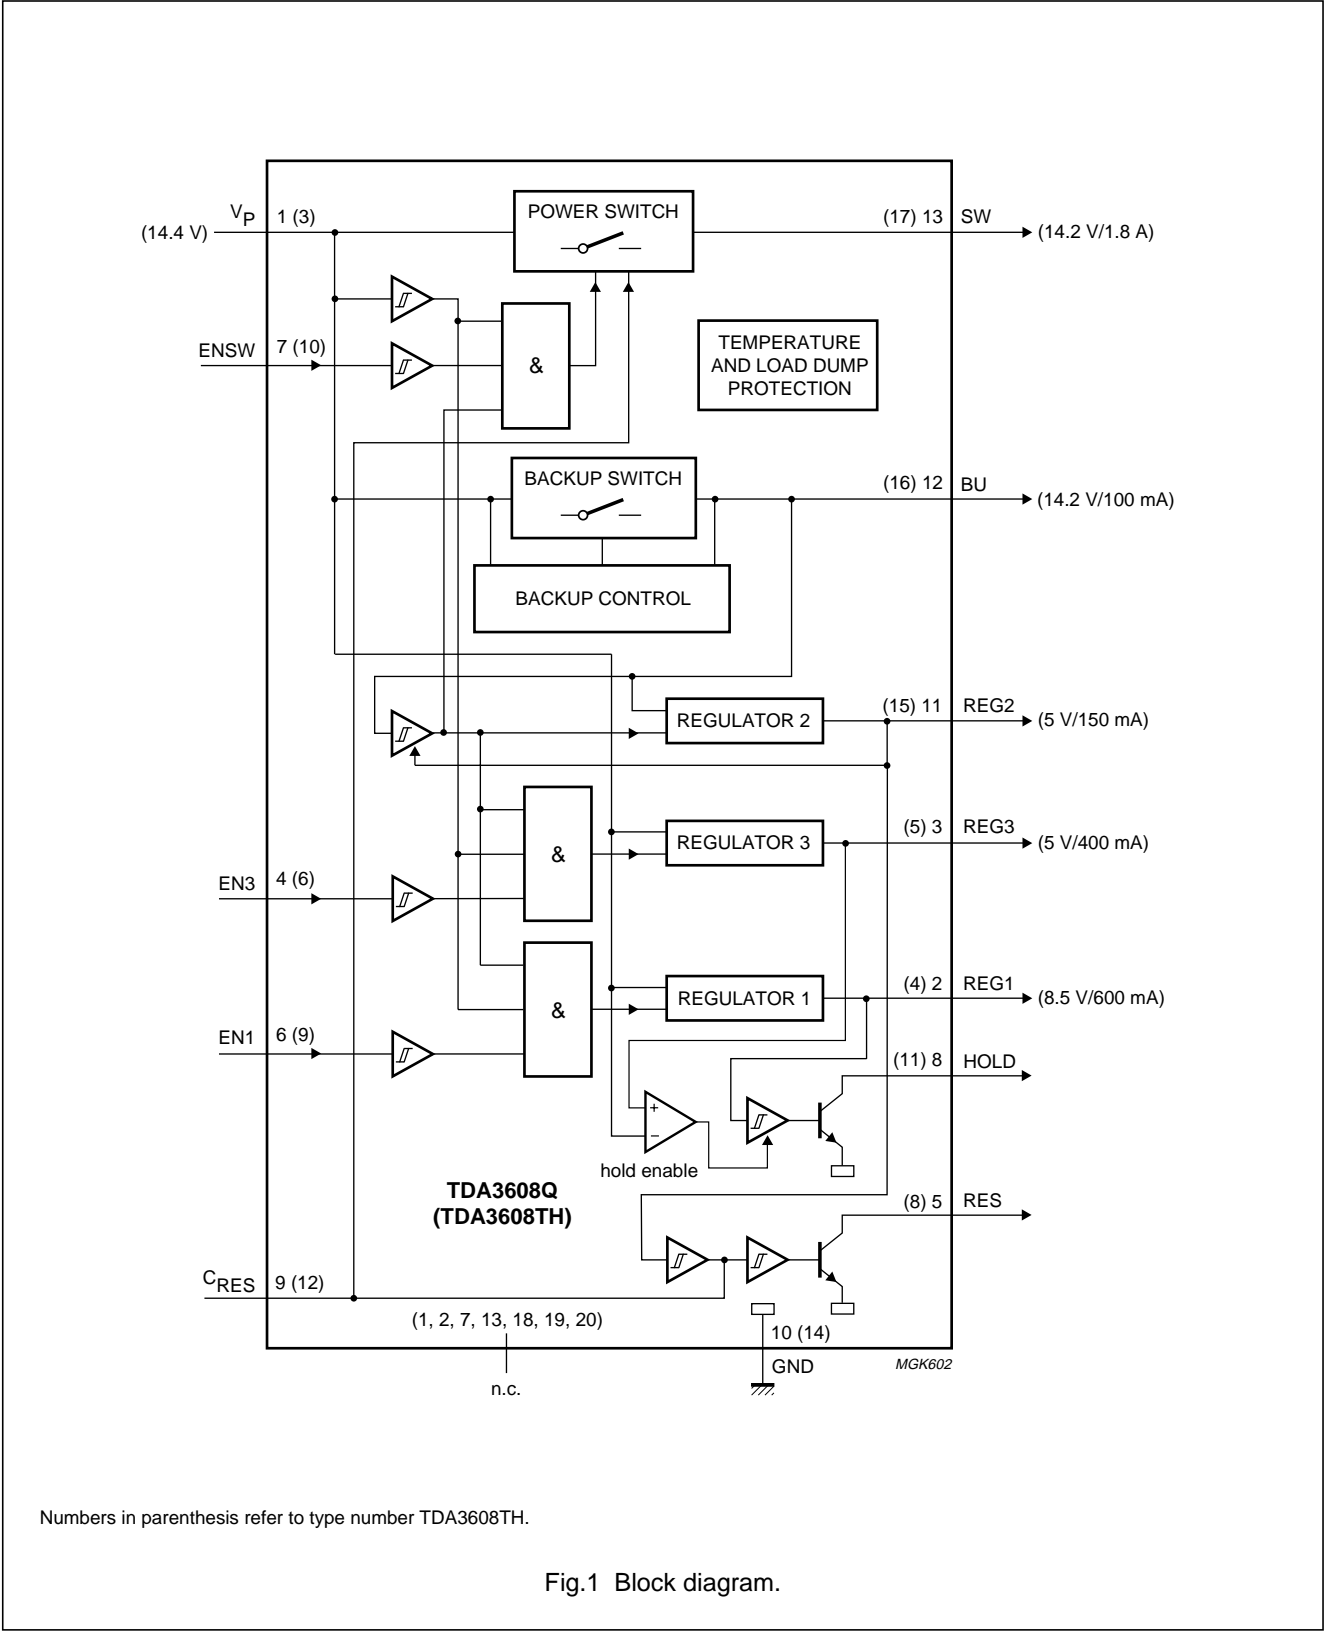 POWER SWITCH
VP 1 (3)
(17) 13 SW
(14.4 V)
(14.2 V/1.8 A)
TEMPERATURE
AND LOAD DUMP
PROTECTION
ENSW 7 (10)
&
BACKUP SWITCH
(16) 12 BU
(14.2 V/100 mA)
BACKUP CONTROL
(15) 11 REG2
REGULATOR 2
(5 V/150 mA)
(5) 3 REG3
REGULATOR 3
(5 V/400 mA)
&
EN3 4 (6)
(4) 2 REG1
REGULATOR 1
(8.5 V/600 mA)
&
EN1 6 (9)
(11) 8 HOLD
+
−
hold enable
TDA3608Q
(TDA3608TH)
(8) 5 RES
CRES 9 (12)
(1, 2, 7, 13, 18, 19, 20)
10 (14)
GND
MGK602
n.c.
Numbers in parenthesis refer to type number TDA3608TH.
Fig.1 Block diagram.